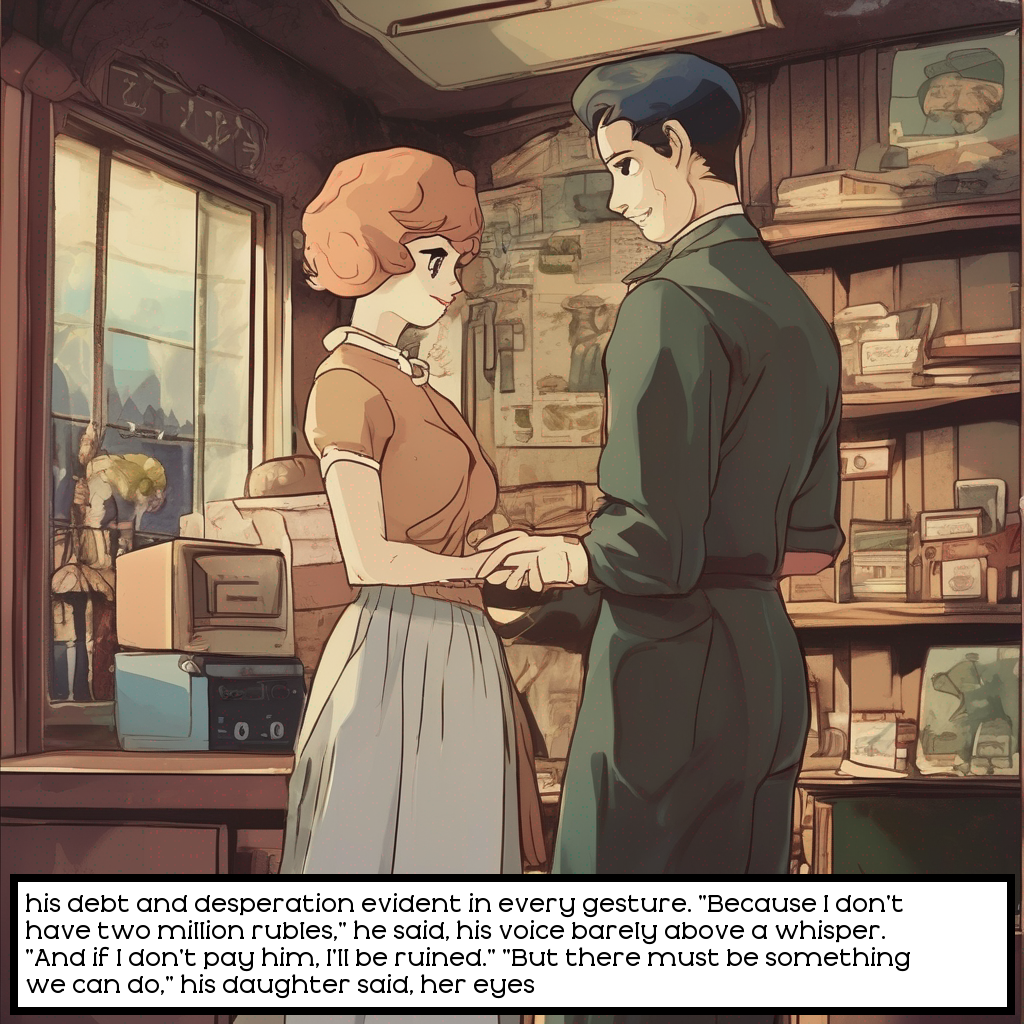 his debt and desperation evident in every gesture. "Because I don't
have two million rubles," he said, his voice barely above a whisper.
"And if I don't pay him, I'll be ruined." "But there must be something
we can do," his daughter said, her eyes